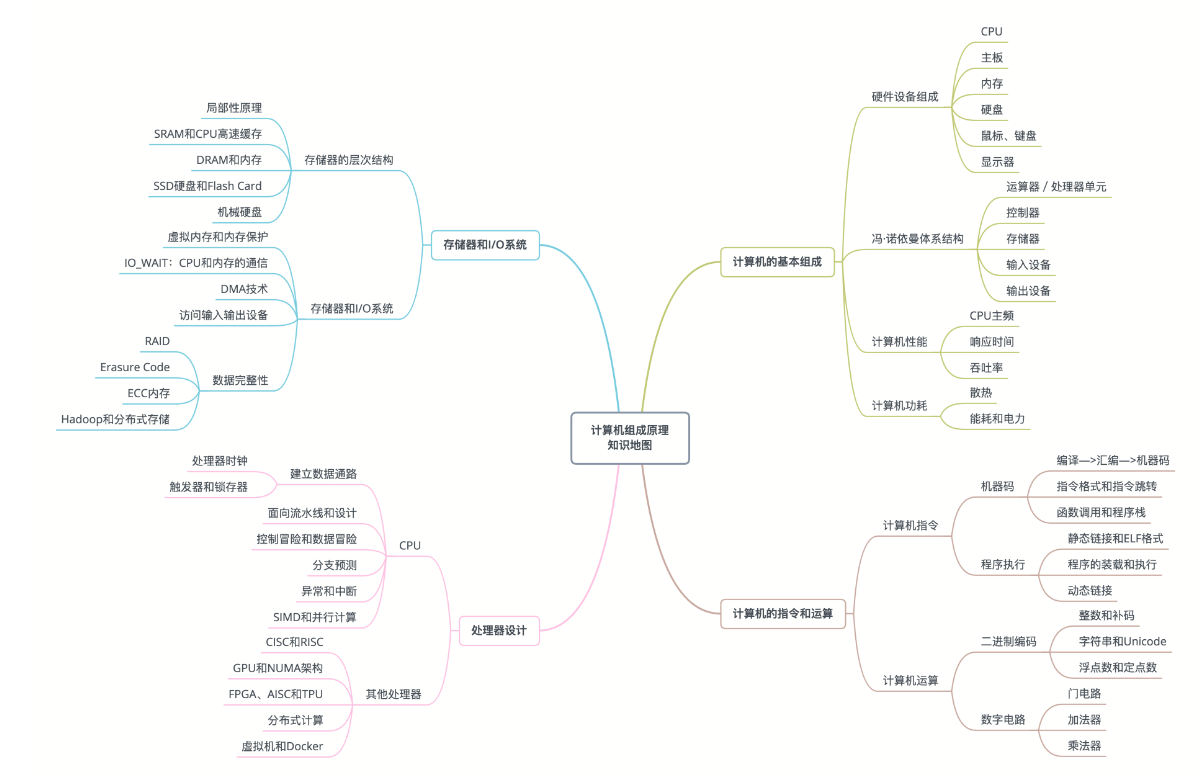 计算机组成原理
知识地图
计算机的基本组成
硬件设备组成
CPU
主板
内存
硬盘
鼠标、键盘
显示器
冯·诺依曼体系结构
运算器 / 处理器单元
控制器
存储器
输入设备
输出设备
计算机性能
CPU主频
响应时间
吞吐率
计算机功耗
散热
能耗和电力
计算机的指令和运算
计算机指令
机器码
编译—>汇编—>机器码
指令格式和指令跳转
函数调用和程序栈
程序执行
静态链接和ELF格式
程序的装载和执行
动态链接
计算机运算
二进制编码
整数和补码
字符串和Unicode
浮点数和定点数
数字电路
门电路
加法器
乘法器
存储器和I/O系统
存储器的层次结构
局部性原理
SRAM和CPU高速缓存
DRAM和内存
SSD硬盘和Flash Card
机械硬盘
存储器和I/O系统
虚拟内存和内存保护
IO_WAIT：CPU和内存的通信
DMA技术
访问输入输出设备
数据完整性
RAID
Erasure Code
ECC内存
Hadoop和分布式存储
处理器设计
CPU
建立数据通路
处理器时钟
触发器和锁存器
面向流水线和设计
控制冒险和数据冒险
分支预测
异常和中断
SIMD和并行计算
其他处理器
CISC和RISC
GPU和NUMA架构
FPGA、AISC和TPU
分布式计算
虚拟机和Docker